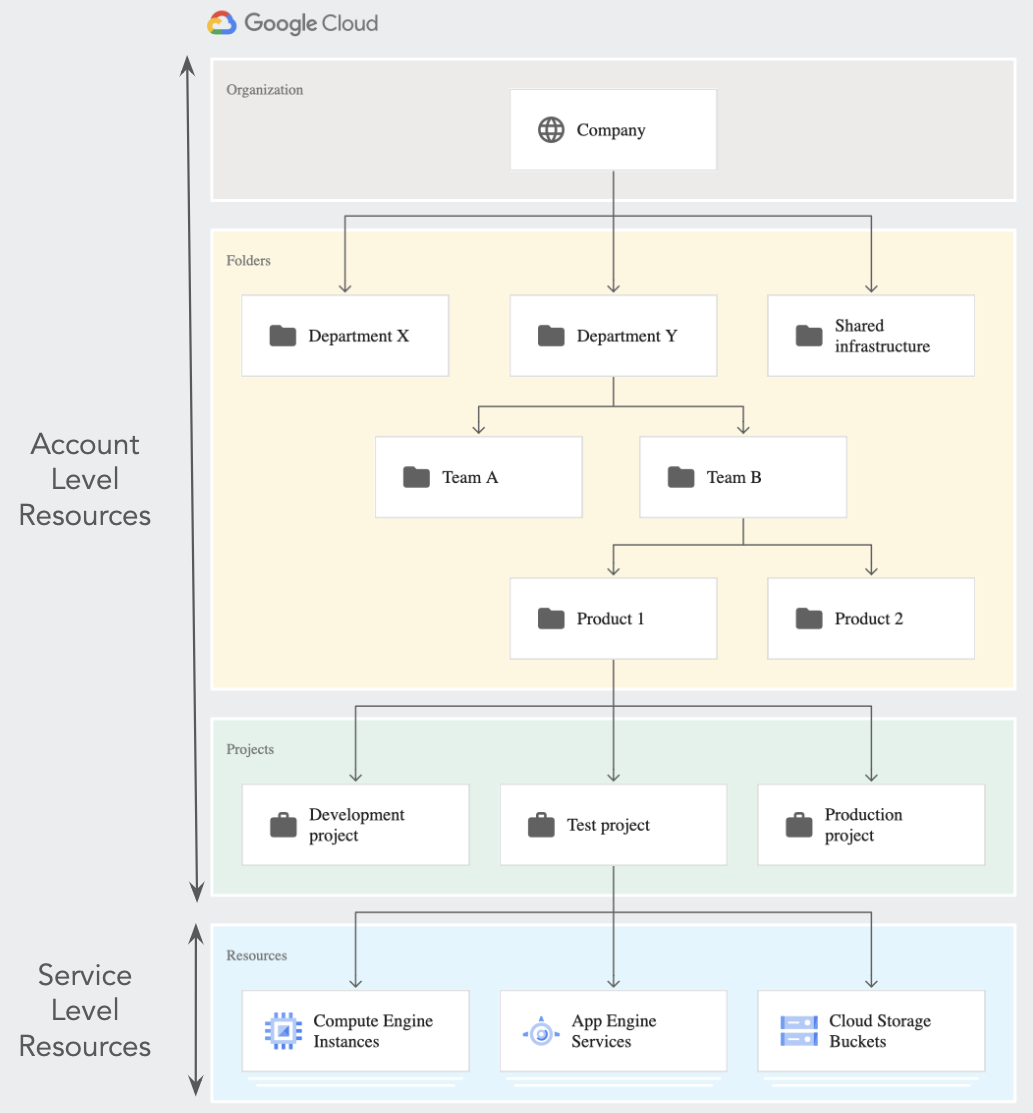 Google Cloud
Organization
Company
Folders
Department X
Department Y
Shared
infrastructure
Account
Level
Resources
Team A
Team B
Product 1
Product 2
Projects
Development
project
Test project
Production
project
Resources
Service
Level
Resources
Compute Engine
Instances
App Engine
Services
Cloud Storage
Buckets